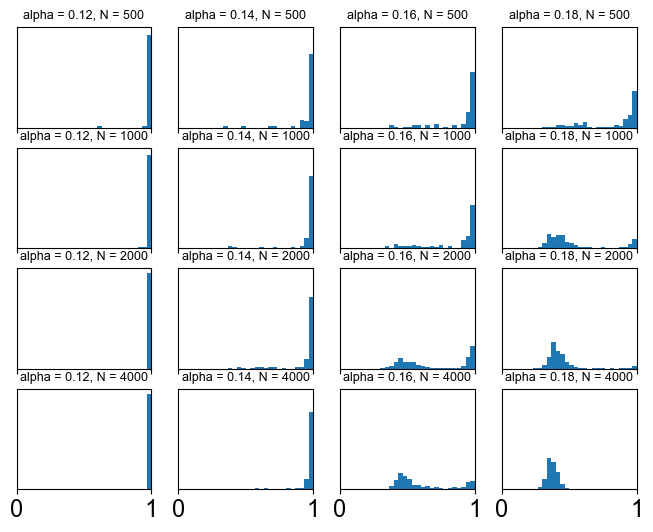 alpha = 0.12, N = 500 alpha = 0.14, N = 500 alpha = 0.16, N = 500 alpha = 0.18, N = 500
alpha = 0.12, N = 1000 alpha = 0.14, N = 1000 alpha = 0.16, N = 1000 alpha = 0.18, N = 1000
alpha = 0.12, N = 2000 alpha = 0.14, N = 2000 alpha = 0.16, N = 2000 alpha = 0.18, N = 2000
alpha = 0.12, N = 4000 alpha = 0.14, N = 4000 alpha = 0.16, N = 4000 alpha = 0.18, N = 4000
0 1 0 1 0 1 0 1